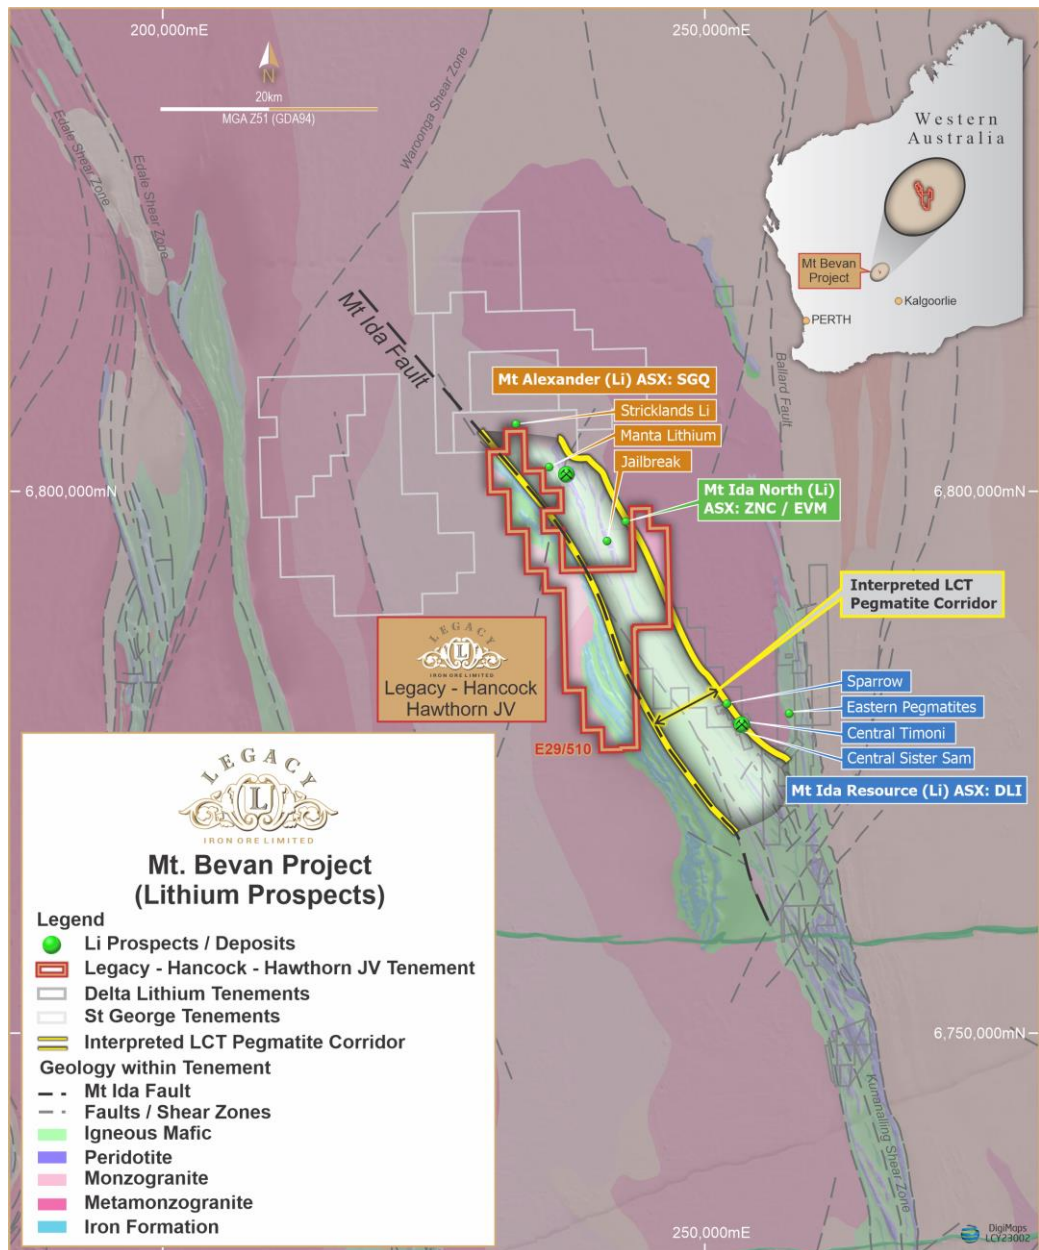 200,000mE
250,000mE
N
20km
MGA Z51 (GDA94)
Edale Shear Zone
Edale Shear Zone
Waroonga Shear Zone
Western
Australia
Mt Bevan
Project
Kalgoorlie
PERTH
Mt Ida Fault
Ballard Fault
Mt Alexander (Li) ASX: SGQ
Stricklands Li
Manta Lithium
Jailbreak
6,800,000mN
6,800,000mN
Mt Ida North (Li)
ASX: ZNC / EVM
Interpreted LCT
Pegmatite Corridor
LEGACY
L
IRON ORE LIMITED
Legacy - Hancock
Hawthorn JV
Sparrow
Eastern Pegmatites
Central Timoni
Central Sister Sam
E29/510
Mt Ida Resource (Li) ASX: DLI
LEGACY
L
IRON ORE LIMITED
Mt. Bevan Project
(Lithium Prospects)
Legend
Li Prospects / Deposits
Legacy - Hancock - Hawthorn JV Tenement
Delta Lithium Tenements
St George Tenements
Interpreted LCT Pegmatite Corridor
Geology within Tenement
Mt Ida Fault
Faults / Shear Zones
Igneous Mafic
Peridotite
Monzogranite
Metamonzogranite
Iron Formation
6,750,000mN
Kunanalling Shear Zone
250,000mE
DigiMaps
LCY23002